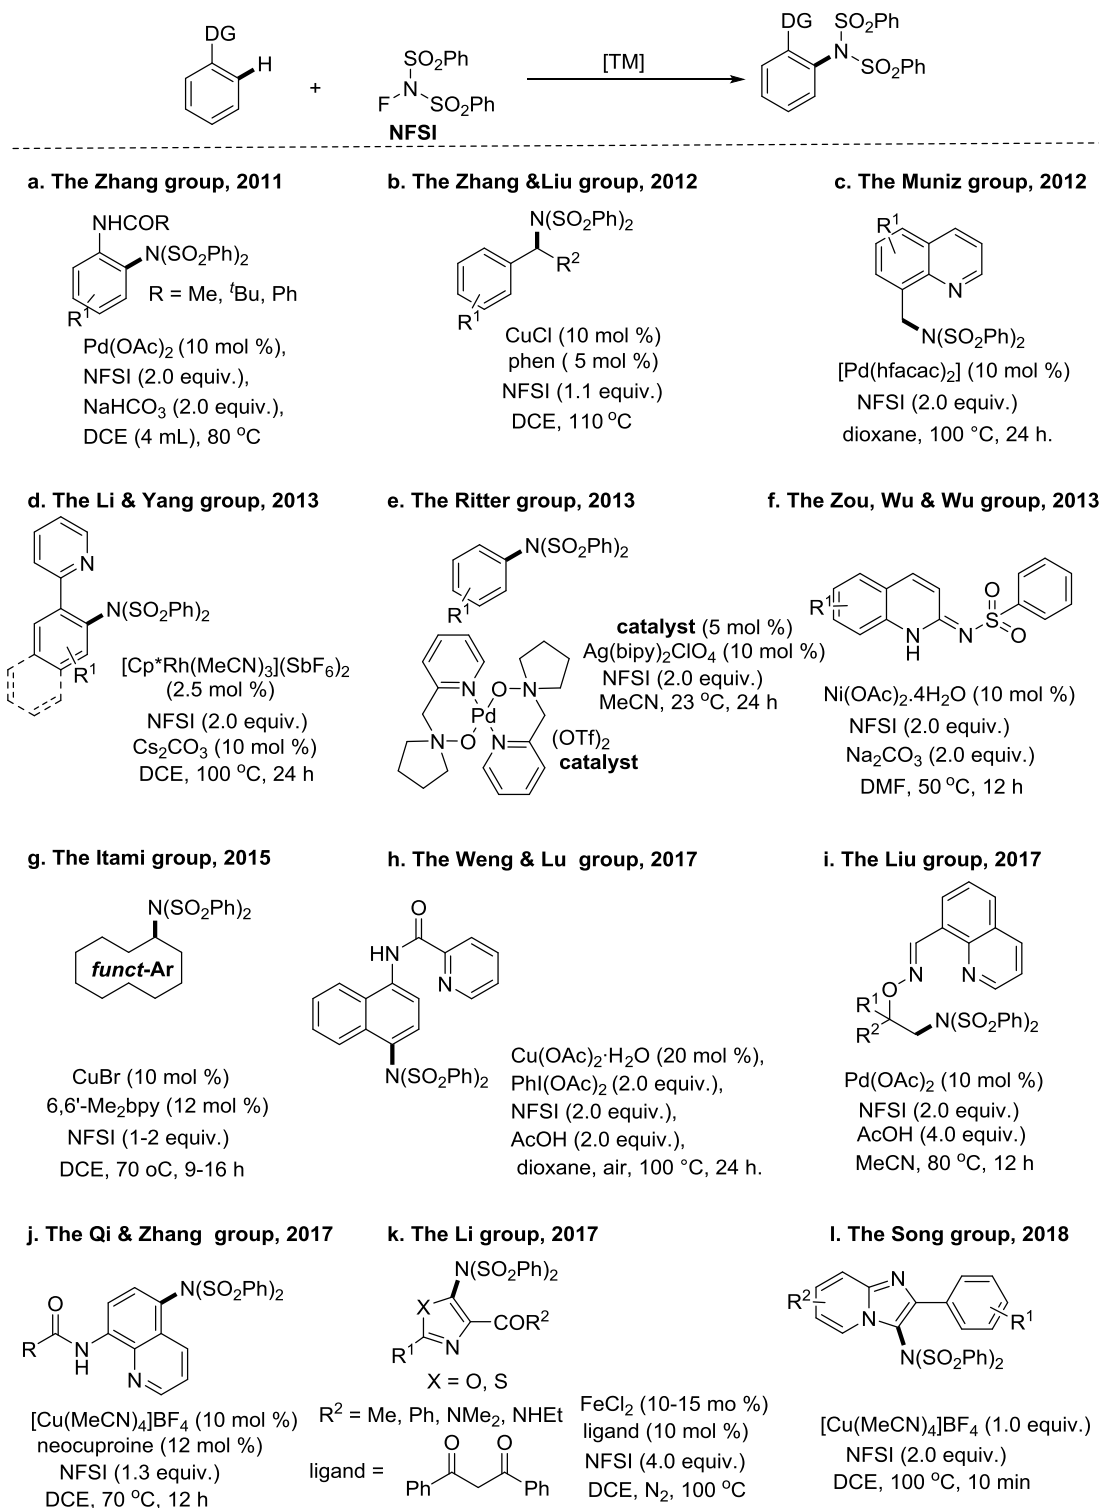 DG
H
+
SO2Ph
N
F
SO2Ph
NFSI
[TM]
DG
SO2Ph
N
SO2Ph
a. The Zhang group, 2011
NHCOR
N(SO2Ph)2
R = Me, tBu, Ph
R1
Pd(OAc)2 (10 mol %),
NFSI (2.0 equiv.),
NaHCO3 (2.0 equiv.),
DCE (4 mL), 80 oC
b. The Zhang &Liu group, 2012
N(SO2Ph)2
R2
R1
CuCl (10 mol %)
phen ( 5 mol %)
NFSI (1.1 equiv.)
DCE, 110 oC
c. The Muniz group, 2012
R1
N
N(SO2Ph)2
[Pd(hfacac)2] (10 mol %)
NFSI (2.0 equiv.)
dioxane, 100 °C, 24 h.
d. The Li & Yang group, 2013
N
N(SO2Ph)2
R1
[Cp*Rh(MeCN)3](SbF6)2
(2.5 mol %)
NFSI (2.0 equiv.)
Cs2CO3 (10 mol %)
DCE, 100 oC, 24 h
e. The Ritter group, 2013
N(SO2Ph)2
R1
catalyst (5 mol %)
Ag(bipy)2ClO4 (10 mol %)
NFSI (2.0 equiv.)
MeCN, 23 oC, 24 h
N
O
N
Pd
N
O
N
(OTf)2
catalyst
f. The Zou, Wu & Wu group, 2013
R1
N
H
N
O
S
O
Ni(OAc)2.4H2O (10 mol %)
NFSI (2.0 equiv.)
Na2CO3 (2.0 equiv.)
DMF, 50 oC, 12 h
g. The Itami group, 2015
N(SO2Ph)2
funct-Ar
CuBr (10 mol %)
6,6'-Me2bpy (12 mol %)
NFSI (1-2 equiv.)
DCE, 70 oC, 9-16 h
h. The Weng & Lu group, 2017
O
HN
N
N(SO2Ph)2
Cu(OAc)2·H2O (20 mol %),
PhI(OAc)2 (2.0 equiv.),
NFSI (2.0 equiv.),
AcOH (2.0 equiv.),
dioxane, air, 100 °C, 24 h.
i. The Liu group, 2017
N
N
O
R1
R2
N(SO2Ph)2
Pd(OAc)2 (10 mol %)
NFSI (2.0 equiv.)
AcOH (4.0 equiv.)
MeCN, 80 oC, 12 h
j. The Qi & Zhang group, 2017
N(SO2Ph)2
O
R
N
H
N
[Cu(MeCN)4]BF4 (10 mol %)
neocuproine (12 mol %)
NFSI (1.3 equiv.)
DCE, 70 oC, 12 h
k. The Li group, 2017
N(SO2Ph)2
X
COR2
R1
N
X = O, S
R2 = Me, Ph, NMe2, NHEt
ligand =
O
O
Ph
Ph
FeCl2 (10-15 mo %)
ligand (10 mol %)
NFSI (4.0 equiv.)
DCE, N2, 100 oC
l. The Song group, 2018
R2
N
N
R1
N(SO2Ph)2
[Cu(MeCN)4]BF4 (1.0 equiv.)
NFSI (2.0 equiv.)
DCE, 100 oC, 10 min